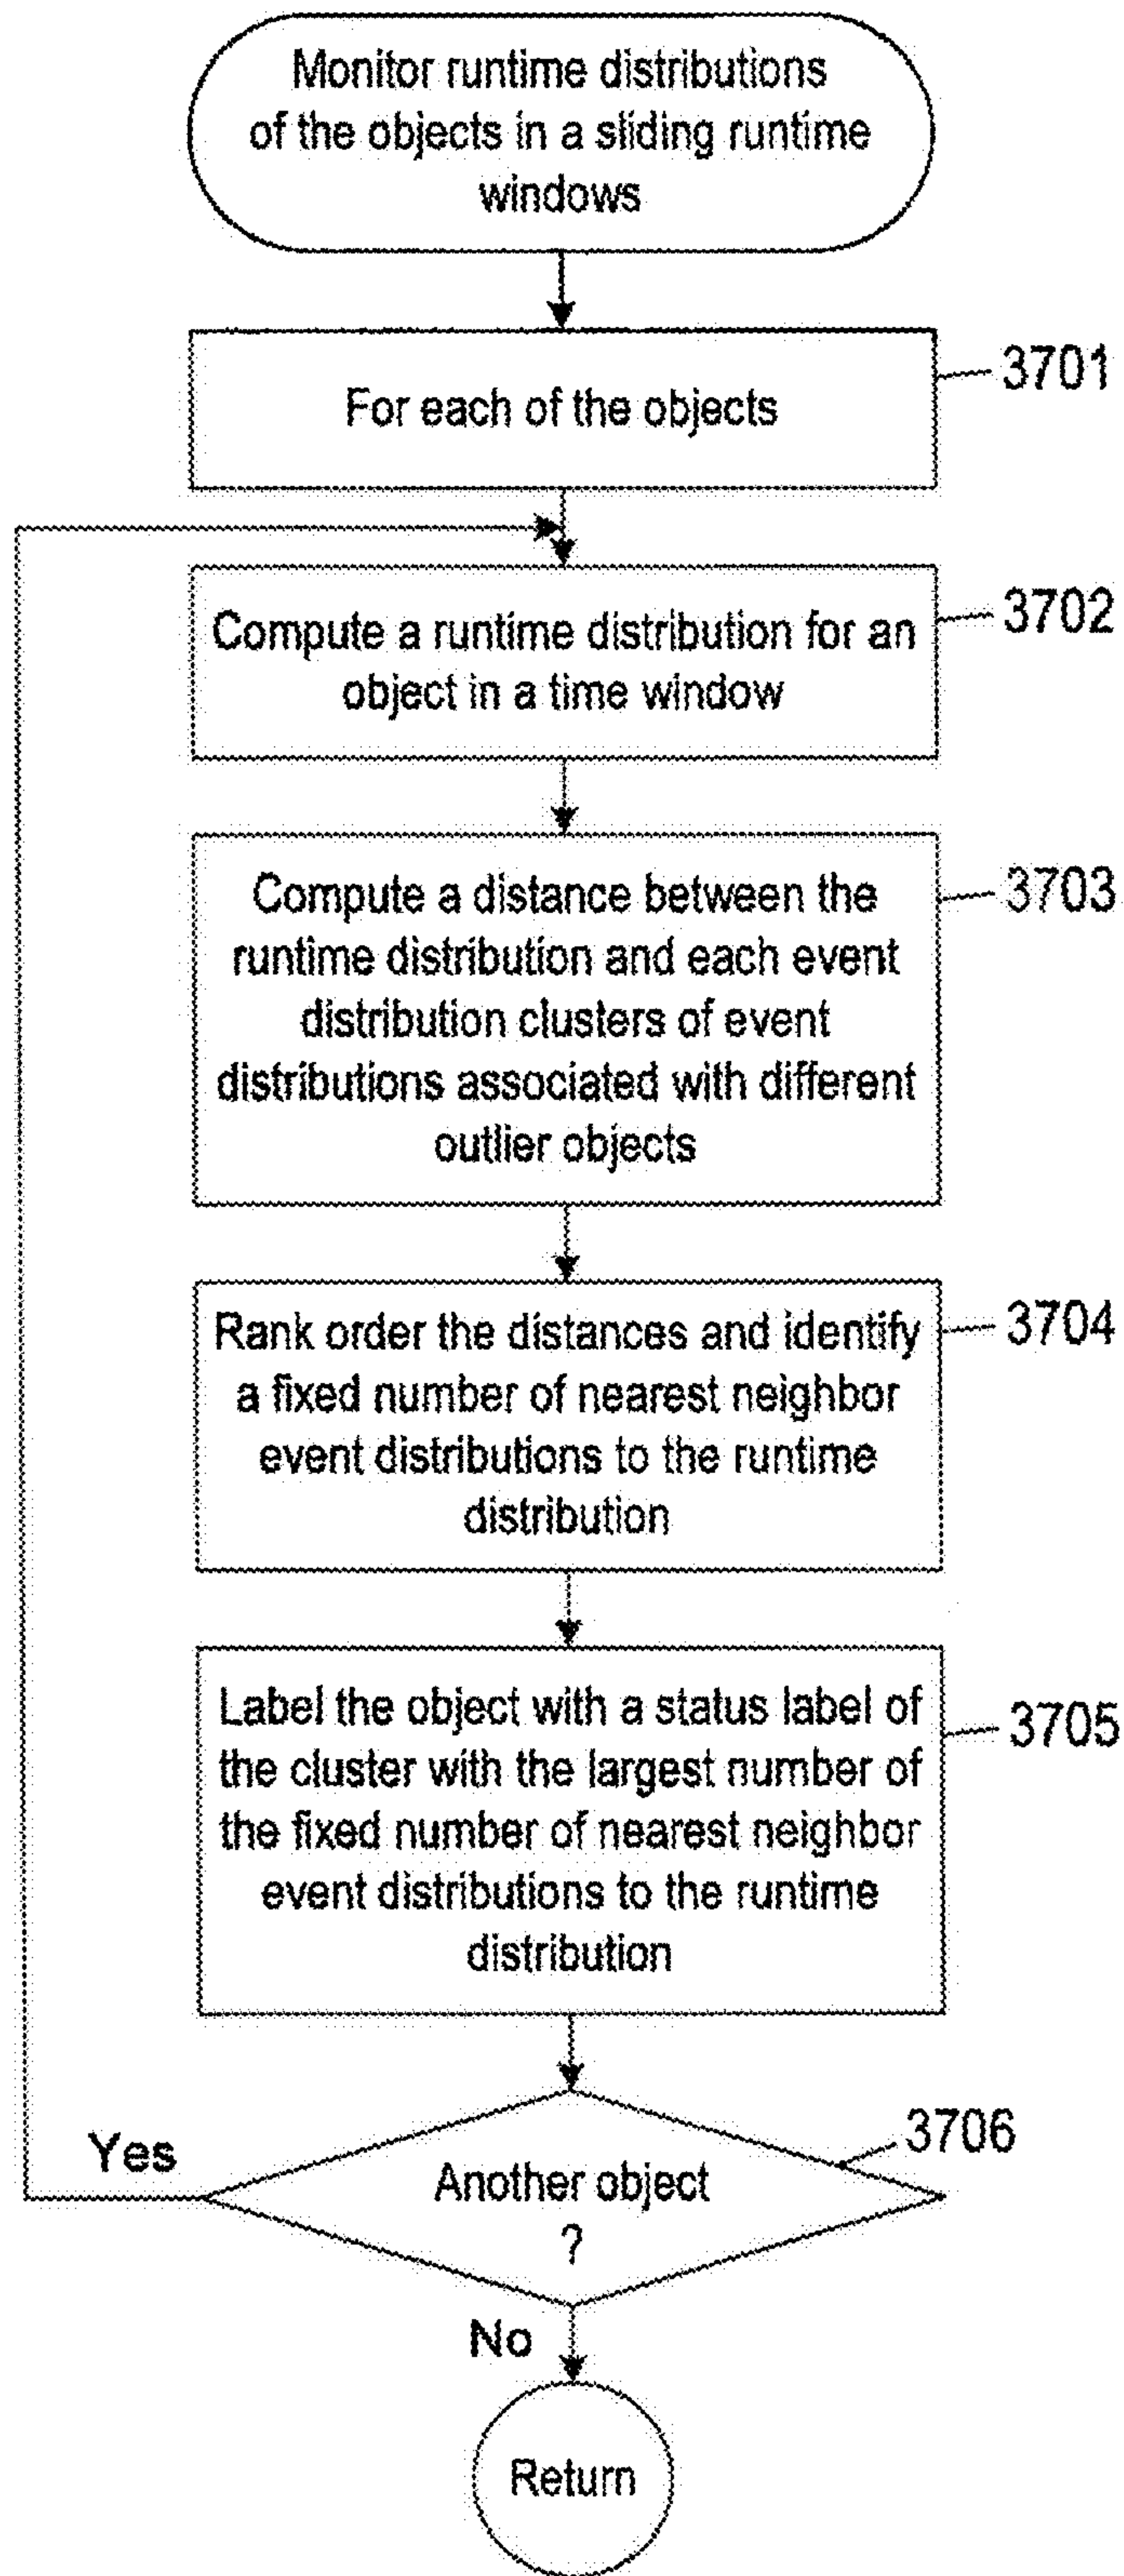 Monitor runtime distributions
of the objects in a sliding runtime
windows
For each of the objects
3701
Compute a runtime distribution for an
object in a time window
3702
Compute a distance between the
runtime distribution and each event
distribution clusters of event
distributions associated with different
outlier objects
3703
Rank order the distances and identify
a fixed number of nearest neighbor
event distributions to the runtime
distribution
3704
Label the object with a status label of
the cluster with the largest number of
the fixed number of nearest neighbor
event distributions to the runtime
distribution
3705
Another object
?
3706
Yes
No
Return